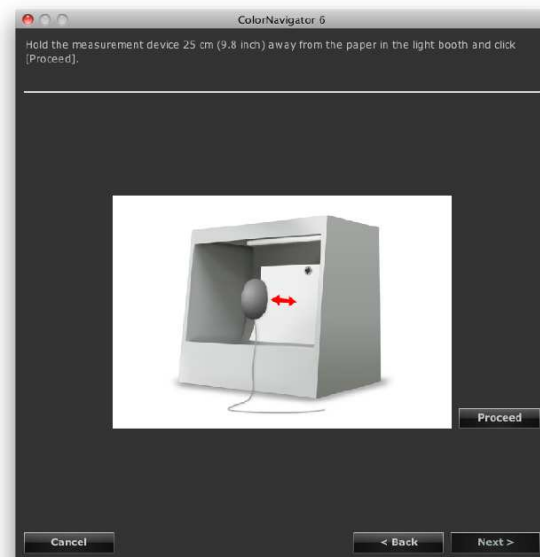 ColorNavigator 6
Hold the measurement device 25 cm (9.8 inch) away from the paper in the light booth and click
[Proceed].
Proceed
Cancel
< Back
Next >